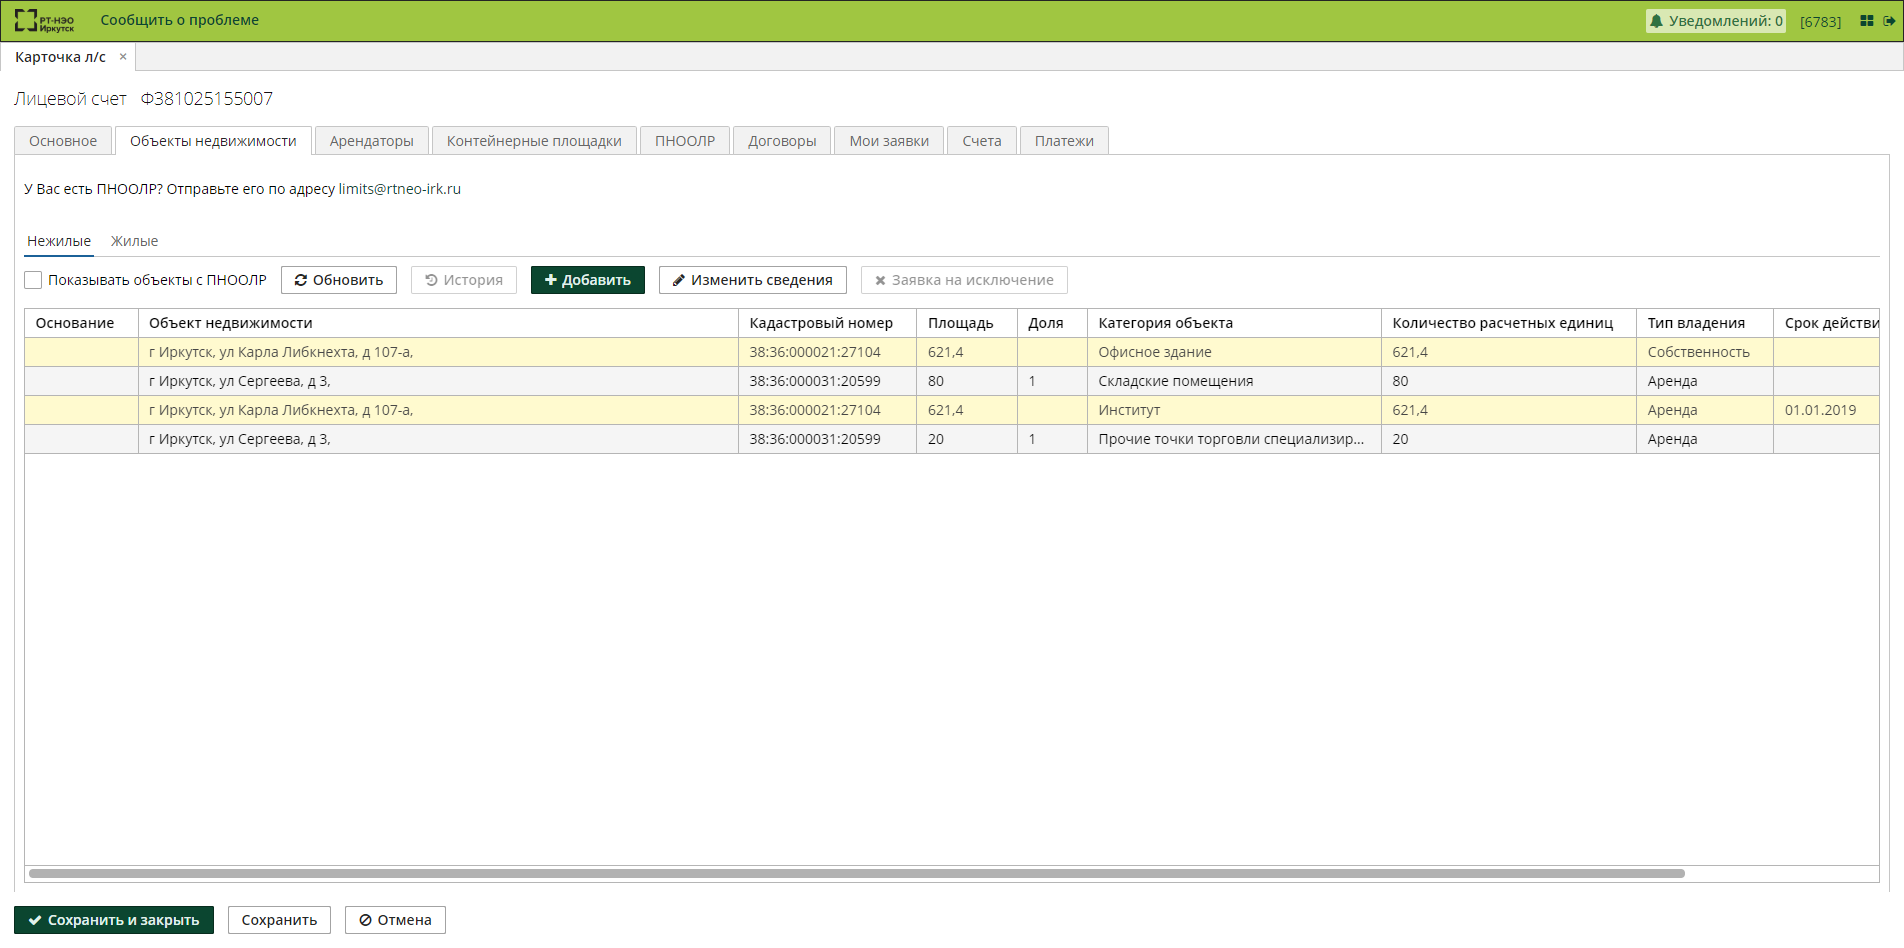 РТ-НЭО
Иркутск
Сообщить о проблеме
Уведомлений: 0
[6783]
Карточка л/с ×
Лицевой счет Ф381025155007
Основное
Объекты недвижимости
Арендаторы
Контейнерные площадки
ПНООЛР
Договоры
Мои заявки
Счета
Платежи
У Вас есть ПНООЛР? Отправьте его по адресу limits@rtneo-irk.ru
Нежилые Жилые
Показывать объекты с ПНООЛР
Обновить
История
Добавить
Изменить сведения
Заявка на исключение
Основание Объект недвижимости Кадастровый номер Площадь Доля Категория объекта Количество расчетных единиц Тип владения Срок действи
г Иркутск, ул Карла Либкнехта, д 107-а, 38:36:000021:27104 621,4 Офисное здание 621,4 Собственность
г Иркутск, ул Сергеева, д 3, 38:36:000031:20599 80 1 Складские помещения 80 Аренда
г Иркутск, ул Карла Либкнехта, д 107-а, 38:36:000021:27104 621,4 Институт 621,4 Аренда 01.01.2019
г Иркутск, ул Сергеева, д 3, 38:36:000031:20599 20 1 Прочие точки торговли специализир... 20 Аренда
Сохранить и закрыть
Сохранить
Отмена